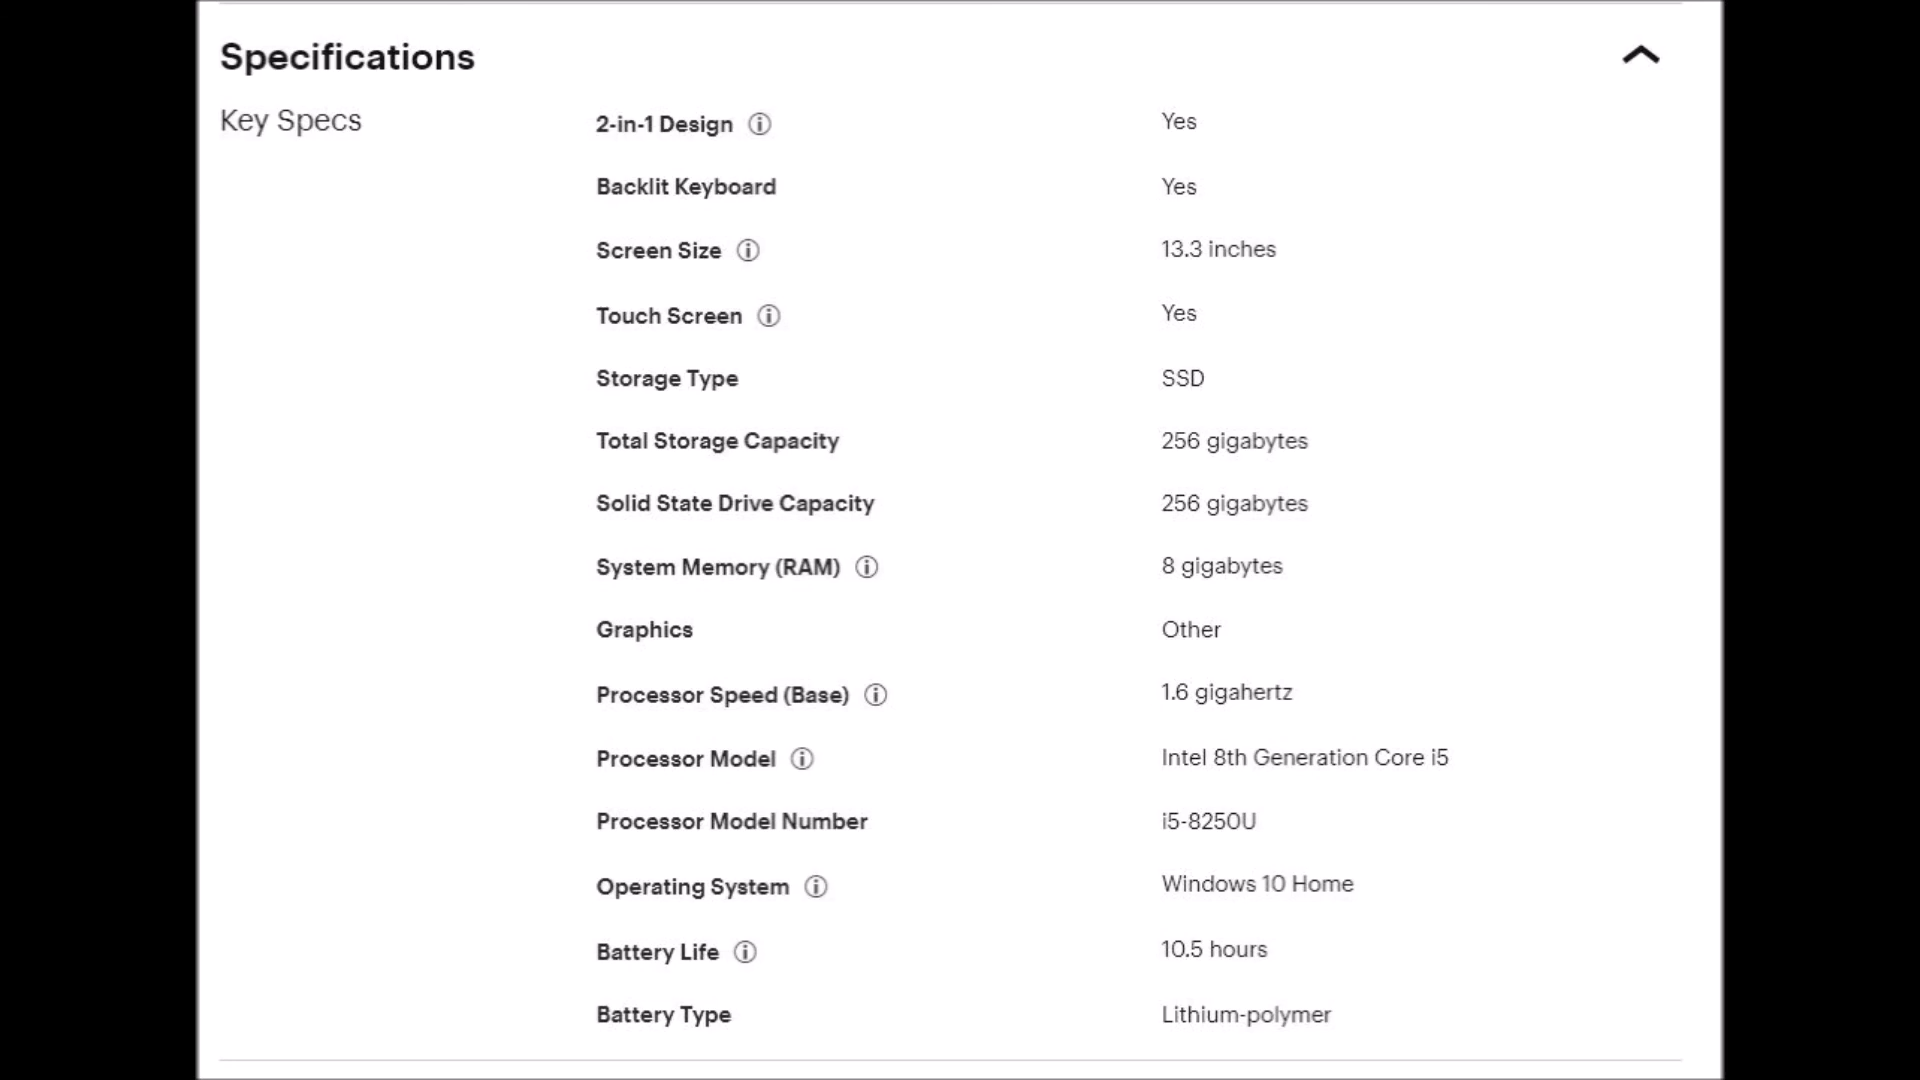 Specifications
Key Specs
2-in-1 Design Yes
Backlit Keyboard Yes
Screen Size 13.3 inches
Touch Screen Yes
Storage Type SSD
Total Storage Capacity 256 gigabytes
Solid State Drive Capacity 256 gigabytes
System Memory (RAM) 8 gigabytes
Graphics Other
Processor Speed (Base) 1.6 gigahertz
Processor Model Intel 8th Generation Core i5
Processor Model Number i5-8250U
Operating System Windows 10 Home
Battery Life 10.5 hours
Battery Type Lithium-polymer